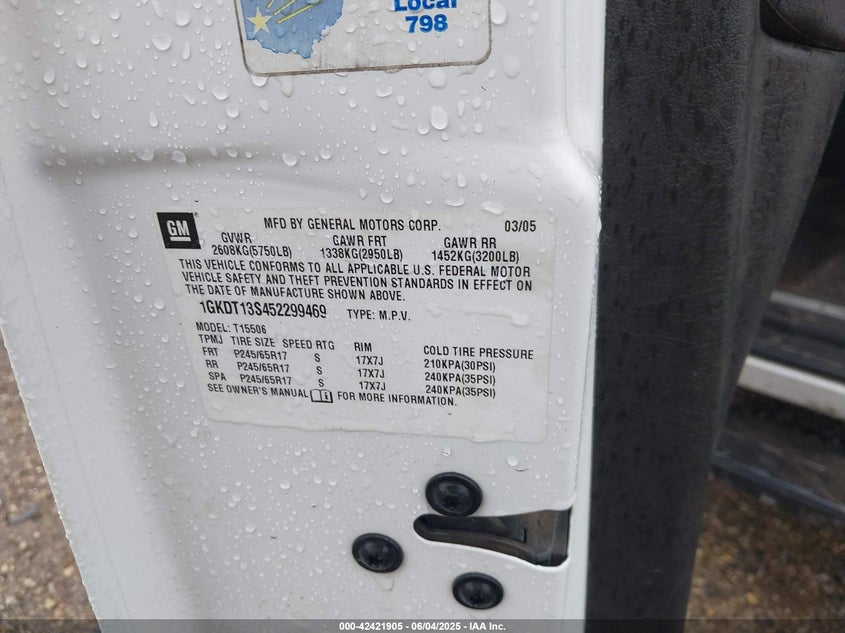 Local
798
GM
MFD BY GENERAL MOTORS CORP. 03/05
GVWR GAWR FRT GAWR RR
2608KG(5750LB) 1338KG(2950LB) 1452KG(3200LB)
THIS VEHICLE CONFORMS TO ALL APPLICABLE U.S. FEDERAL MOTOR
VEHICLE SAFETY AND THEFT PREVENTION STANDARDS IN EFFECT ON
THE DATE OF MANUFACTURE SHOWN ABOVE.
1GKDT13S452299469 TYPE: M.P.V.
MODEL: T15506
TPMJ TIRE SIZE SPEED RTG RIM COLD TIRE PRESSURE
FRT P245/65R17 S 17X7J 210KPA(30PSI)
RR P245/65R17 S 17X7J 240KPA(35PSI)
SPA P245/65R17 S 17X7J 240KPA(35PSI)
SEE OWNER'S MANUAL FOR MORE INFORMATION.
000-42421905 - 06/04/2025 - IAA Inc.